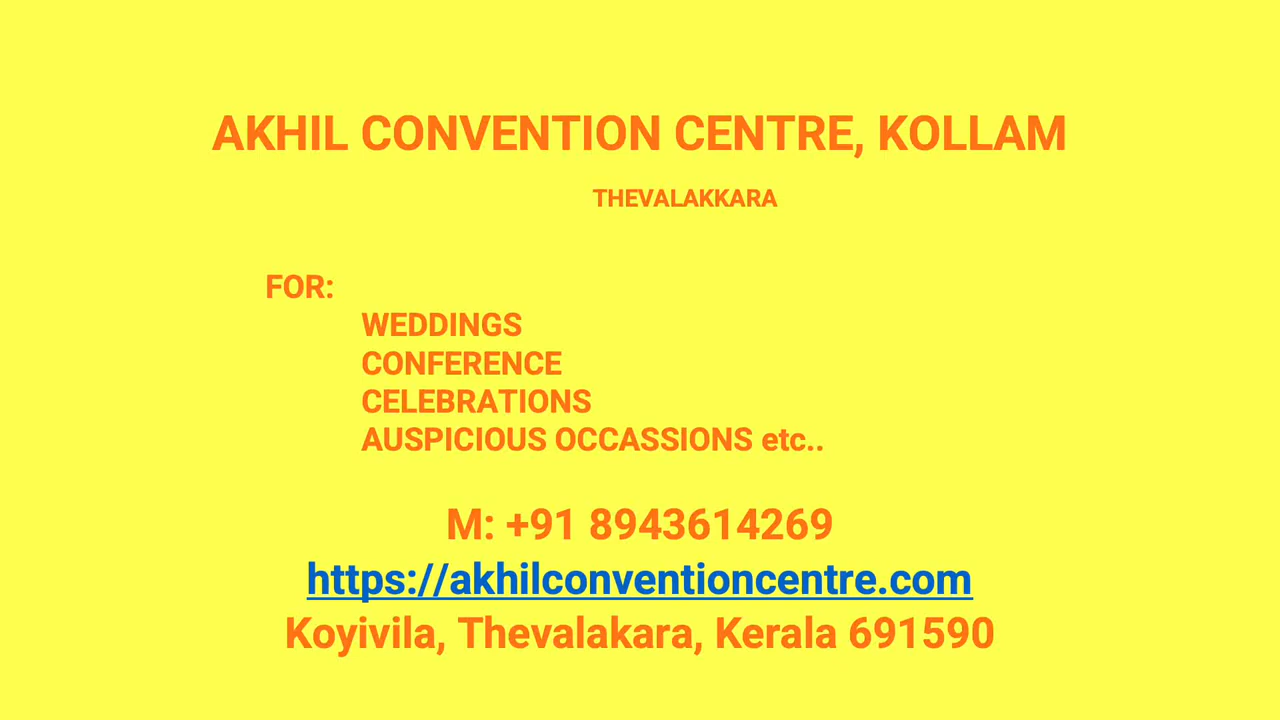 AKHIL CONVENTION CENTRE, KOLLAM
THEVALAKKARA
FOR:
WEDDINGS
CONFERENCE
CELEBRATIONS
AUSPICIOUS OCCASSIONS etc..
M: +91 8943614269
https://akhilconventioncentre.com
Koyivila, Thevalakara, Kerala 691590